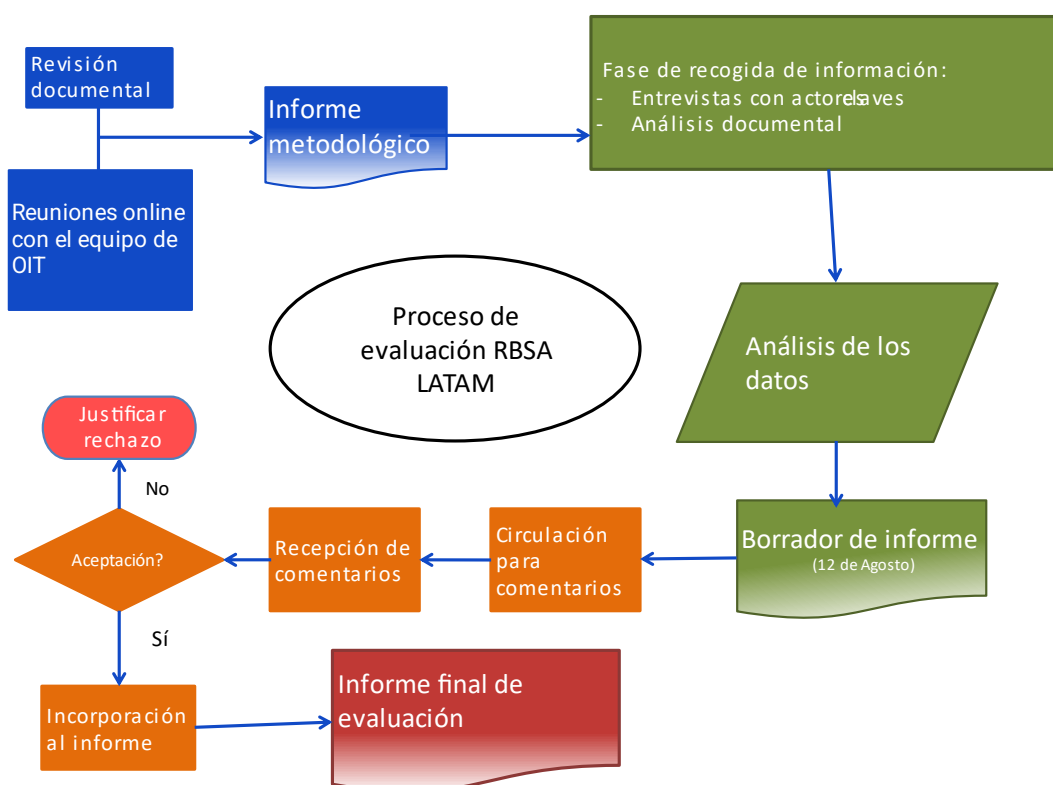 Revisión
documental
Reuniones online
con el equipo de
OIT
Informe
metodológico
Fase de recogida de información:
- Entrevistas con actores claves
- Análisis documental
Proceso de
evaluación RBSA
LATAM
Análisis de los
datos
Borrador de informe
(12 de Agosto)
Circulación
para
comentarios
Recepción de
comentarios
Aceptación?
No
Justificar
rechazo
Sí
Incorporación
al informe
Informe final de
evaluación